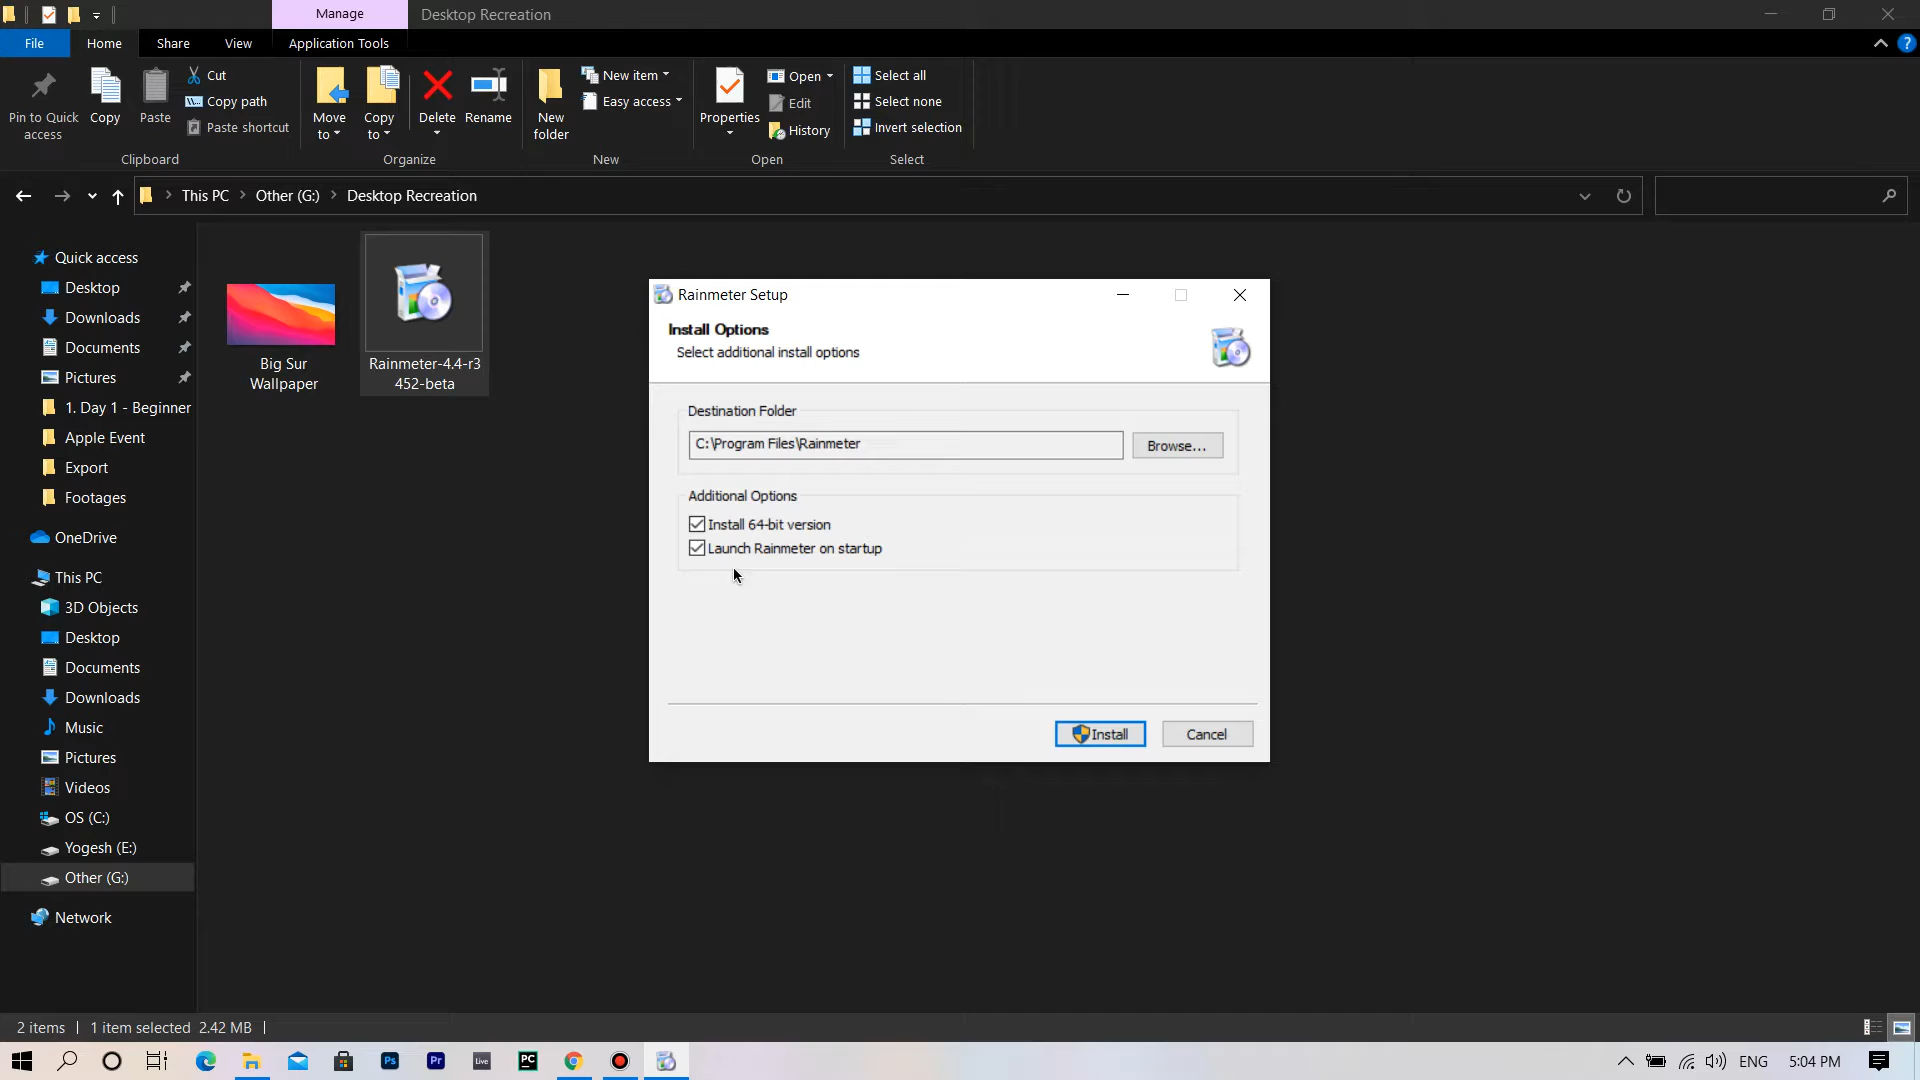 Manage
Desktop Recreation
File
Home
Share
View
Application Tools
Pin to Quick
access
Copy
Paste
Cut
Copy path
Paste shortcut
Clipboard
Move
to
Copy
to
Delete
Rename
Organize
New
folder
New item
Easy access
New
Properties
Open
Edit
History
Open
Select all
Select none
Invert selection
Select
This PC
Other (G:)
Desktop Recreation
Quick access
Desktop
Downloads
Documents
Pictures
1. Day 1 - Beginner
Apple Event
Export
Footages
OneDrive
This PC
3D Objects
Desktop
Documents
Downloads
Music
Pictures
Videos
OS (C:)
Yogesh (E:)
Other (G:)
Network
Big Sur
Wallpaper
Rainmeter-4.4-r3
452-beta
Rainmeter Setup
Install Options
Select additional install options
Destination Folder
C:\Program Files\Rainmeter
Browse...
Additional Options
Install 64-bit version
Launch Rainmeter on startup
Install
Cancel
2 items
1 item selected 2.42 MB
Ps
Pr
Live
PC
ENG
5:04 PM